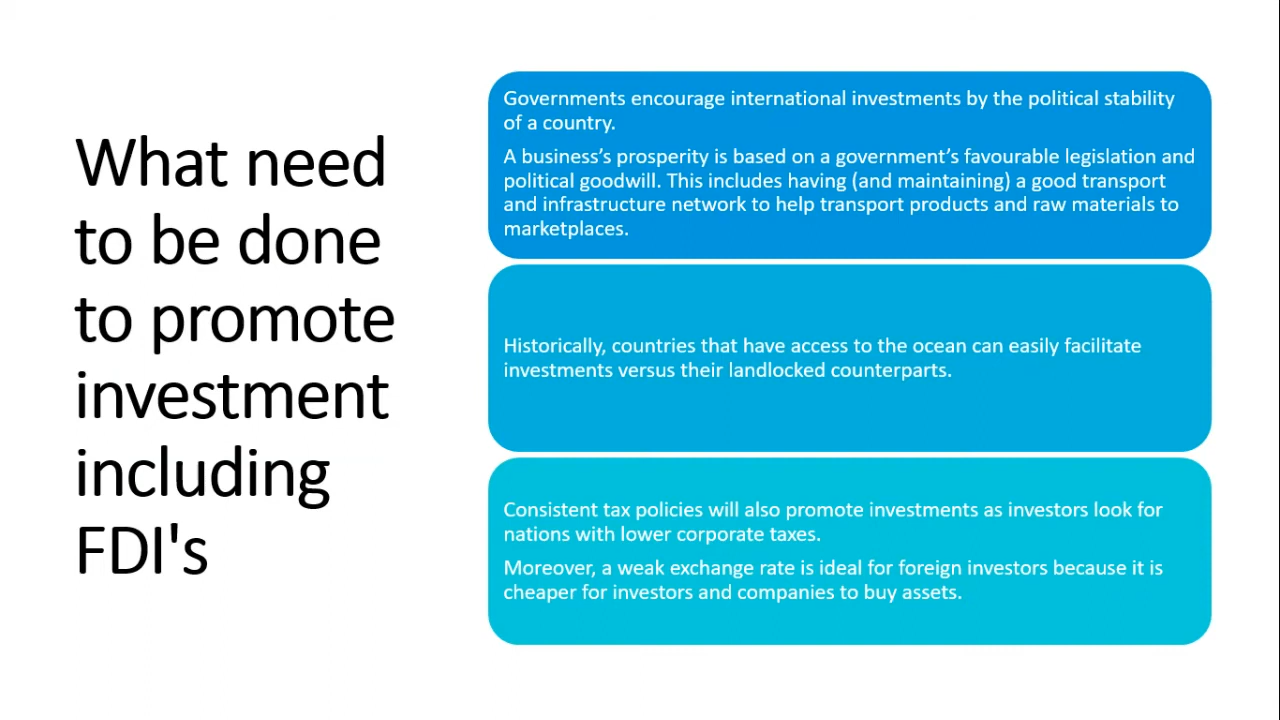 What need
to be done
to promote
investment
including
FDI's
Governments encourage international investments by the political stability
of a country.
A business’s prosperity is based on a government’s favourable legislation and
political goodwill. This includes having (and maintaining) a good transport
and infrastructure network to help transport products and raw materials to
marketplaces.
Historically, countries that have access to the ocean can easily facilitate
investments versus their landlocked counterparts.
Consistent tax policies will also promote investments as investors look for
nations with lower corporate taxes.
Moreover, a weak exchange rate is ideal for foreign investors because it is
cheaper for investors and companies to buy assets.